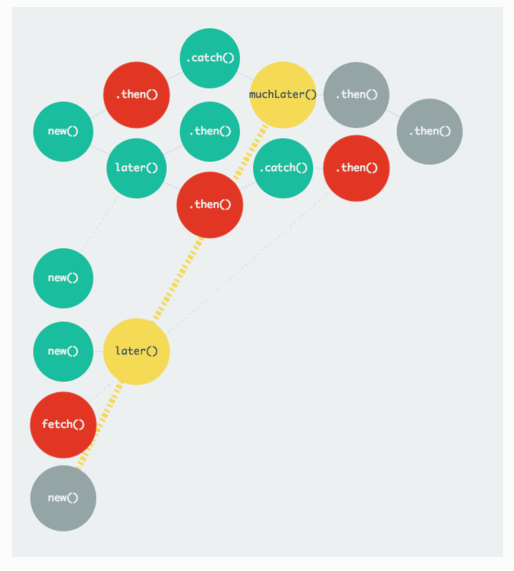 .catch()
.then()
muchLater()
.then()
new()
.then()
.then()
later()
.catch()
.then()
.then()
new()
new()
later()
fetch()
new()